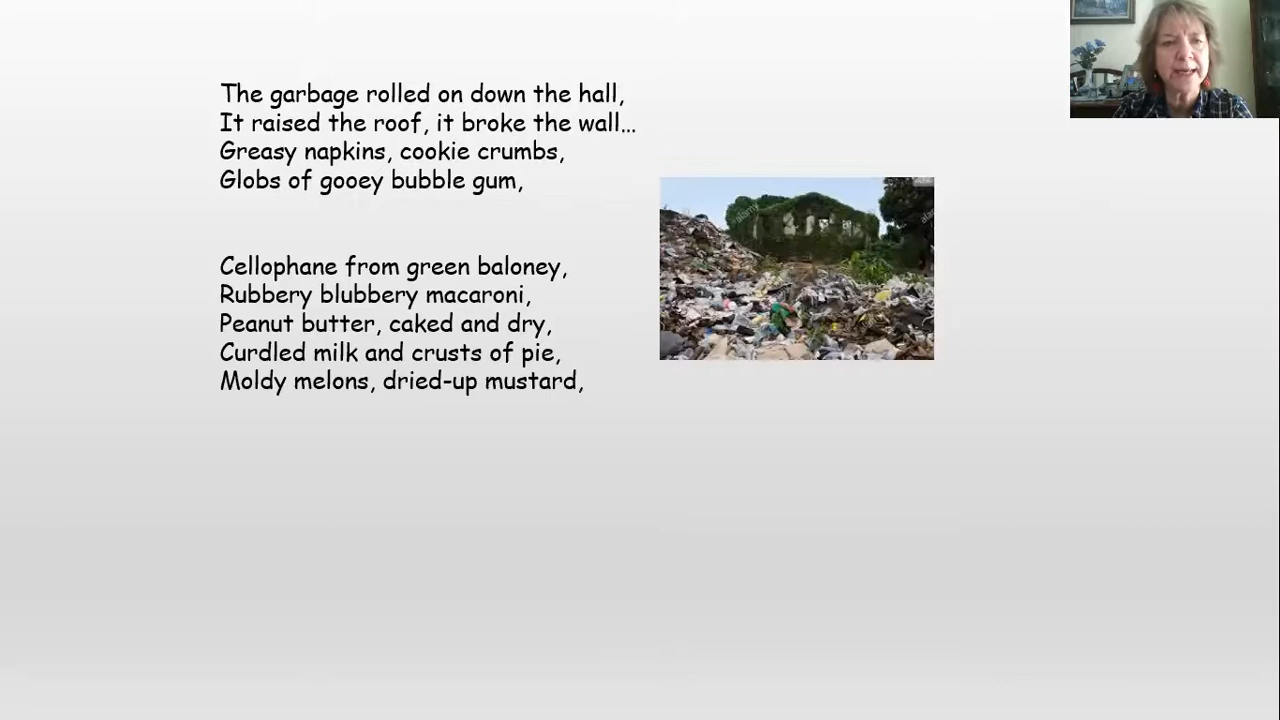 The garbage rolled on down the hall,
It raised the roof, it broke the wall...
Greasy napkins, cookie crumbs,
Globs of gooey bubble gum,
Cellophane from green baloney,
Rubbery blubbery macaroni,
Peanut butter, caked and dry,
Curdled milk and crusts of pie,
Moldy melons, dried-up mustard,